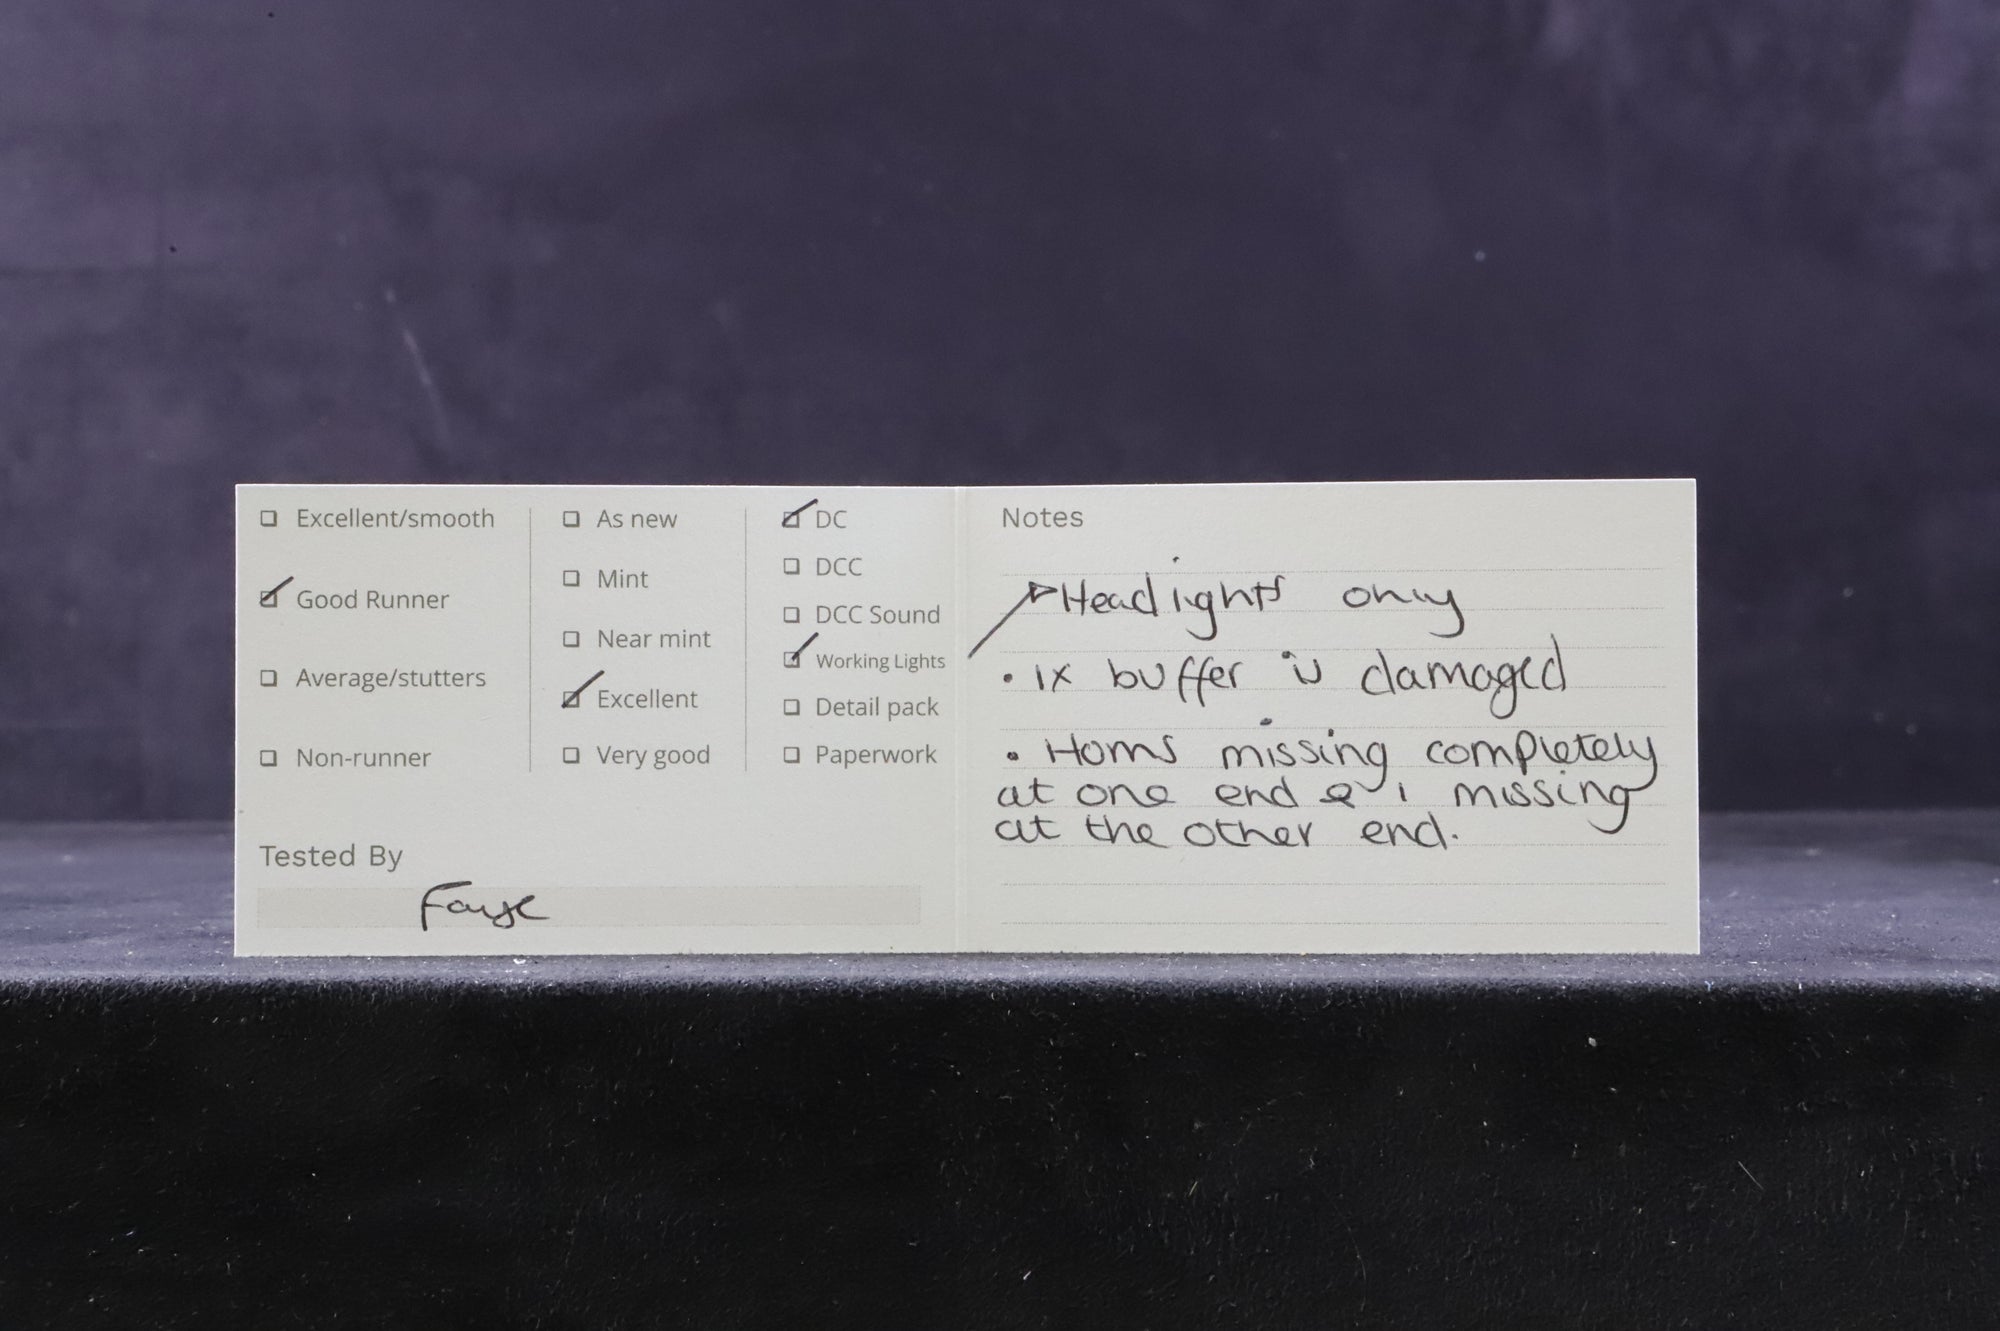 ☐ Excellent/smooth
☑ Good Runner
☐ Average/stutters
☐ Non-runner
☐ As new
☐ Mint
☐ Near mint
☑ Excellent
☐ Very good
☑ DC
☐ DCC
☐ DCC Sound
☑ Working Lights
☐ Detail pack
☐ Paperwork
Tested By
Faye
Notes
Headlights only
• 1x buffer is damaged
• Horns missing completely
at one end & 1 missing
at the other end.